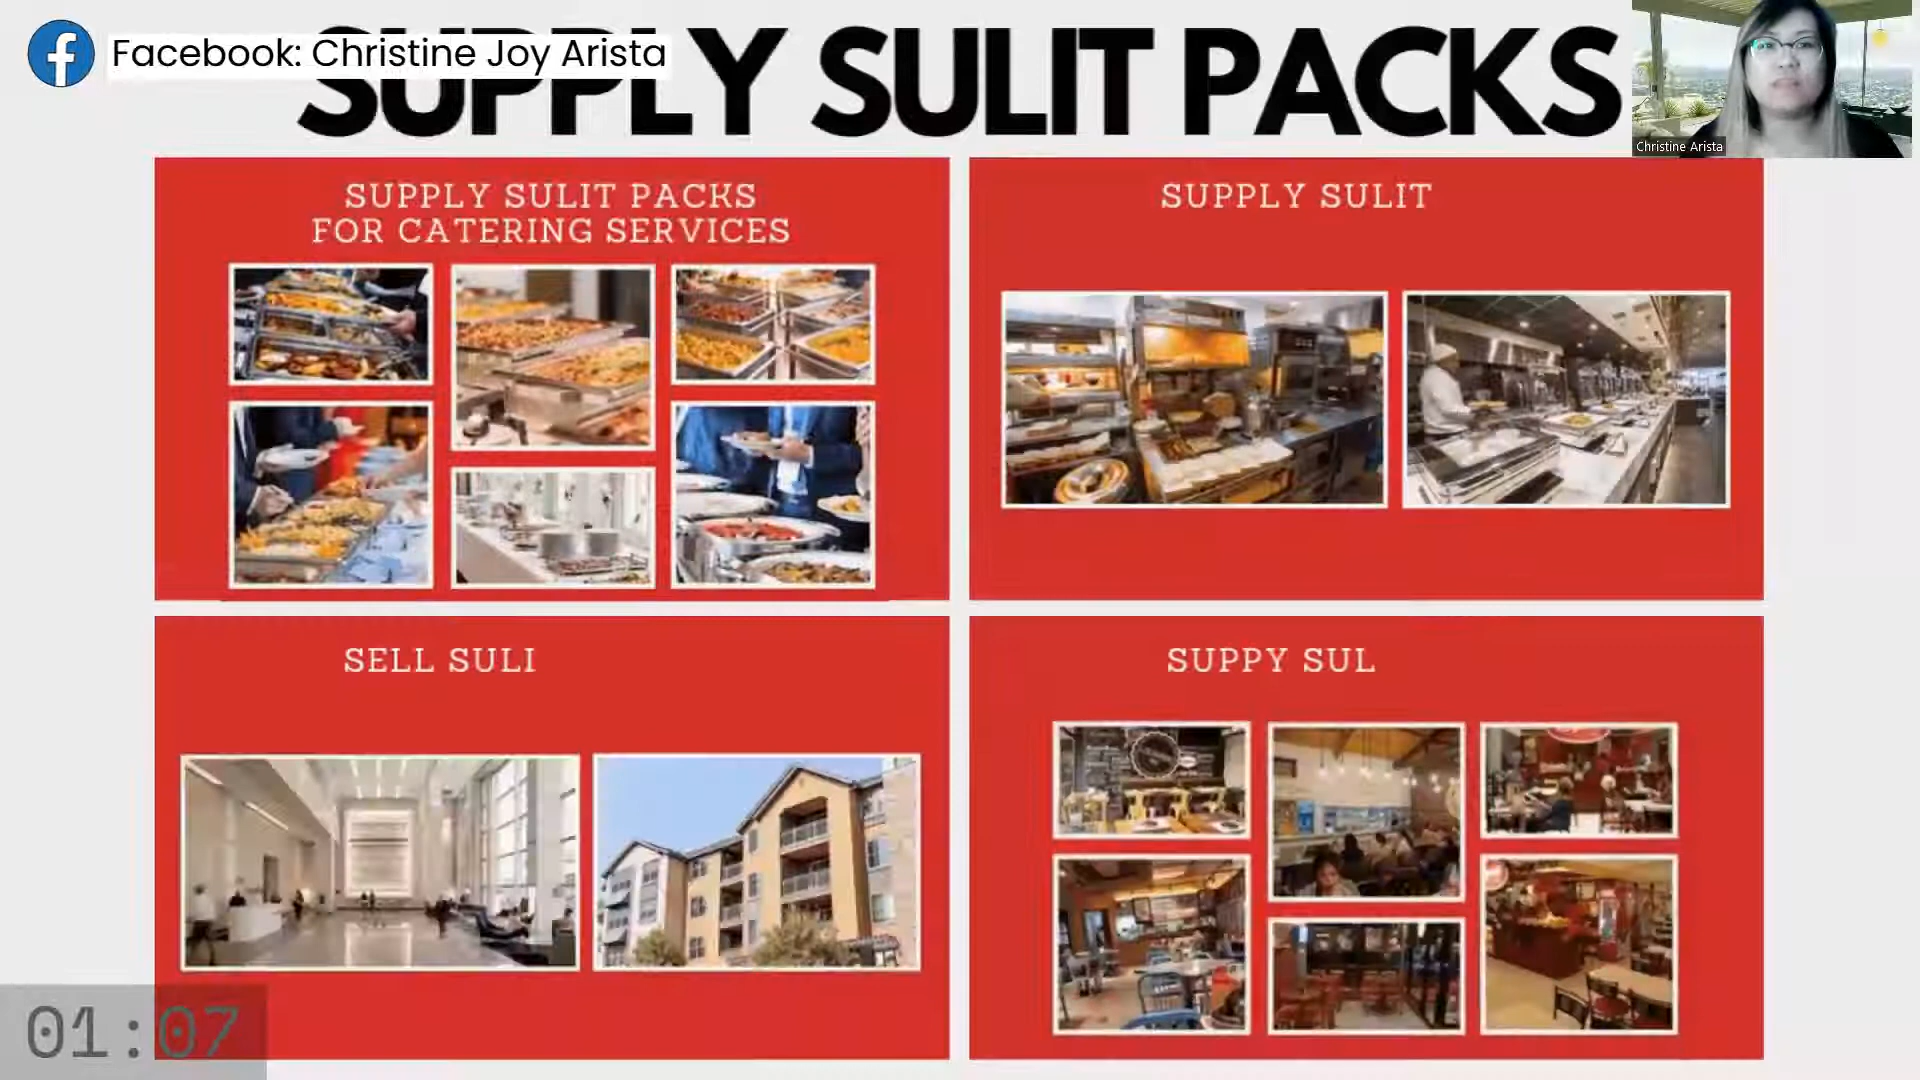 Facebook: Christine Joy Arista
SUPPLY SULIT PACKS
Christine Arista
SUPPLY SULIT PACKS
FOR CATERING SERVICES
SUPPLY SULIT
SELL SULI
SUPPY SUL
01:07